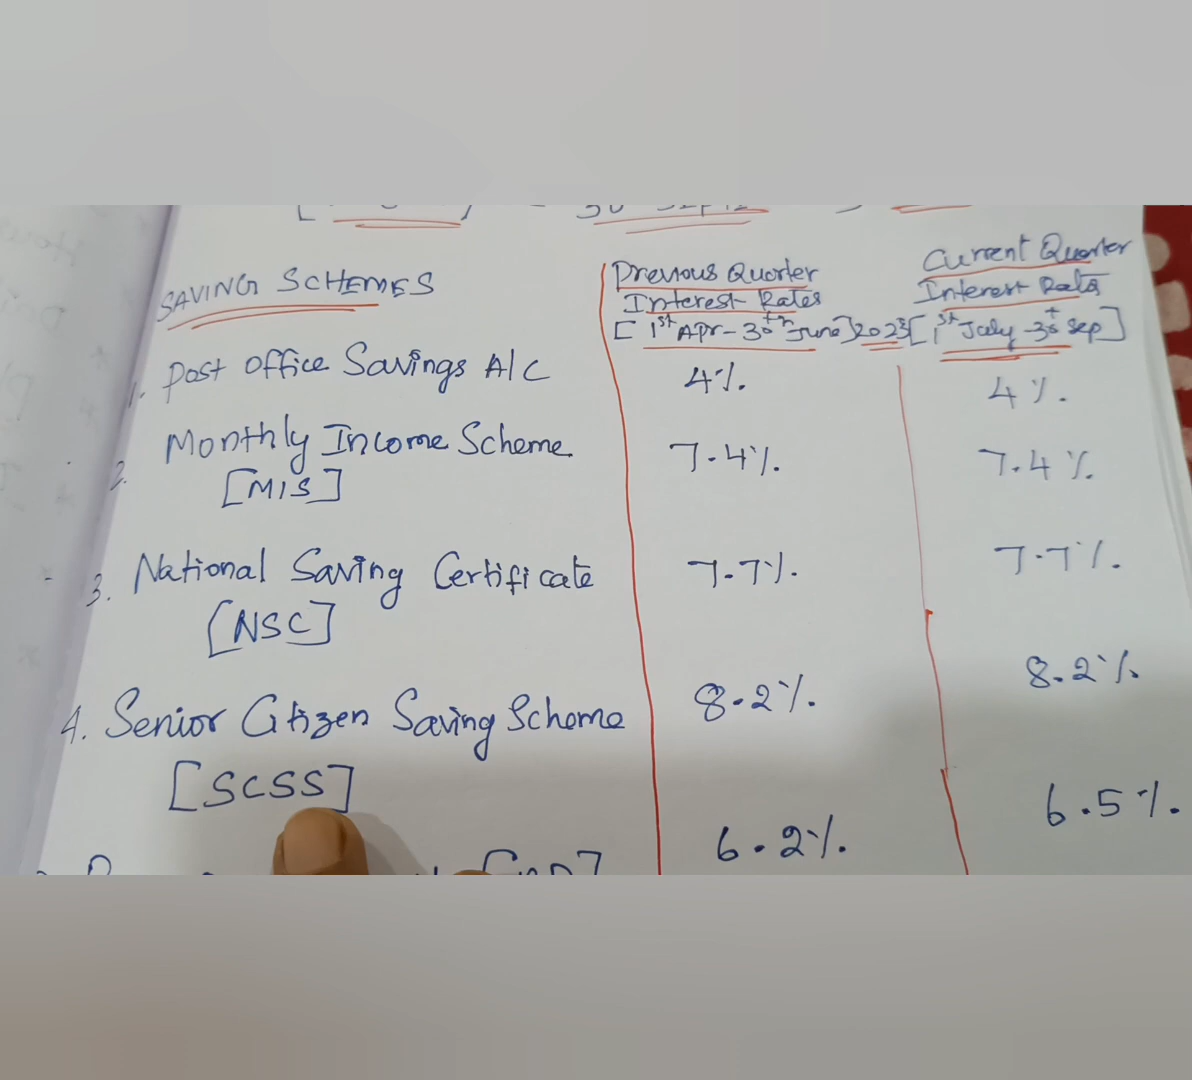 SAVING SCHEMES
Previous Quarter
Interest Rates
[1st Apr - 30th June] 2023
Current Quarter
Interest Rates
[1st July - 30t Sep]
1. Post Office Savings A/C 4%. 4%.
2. Monthly Income Scheme 7.4%. 7.4%.
[MIS]
3. National Saving Certificate 7.7%. 7.7%.
[NSC]
4. Senior Citizen Saving Scheme 8.2%. 8.2%.
[SCSS]
6.2%. 6.5%.